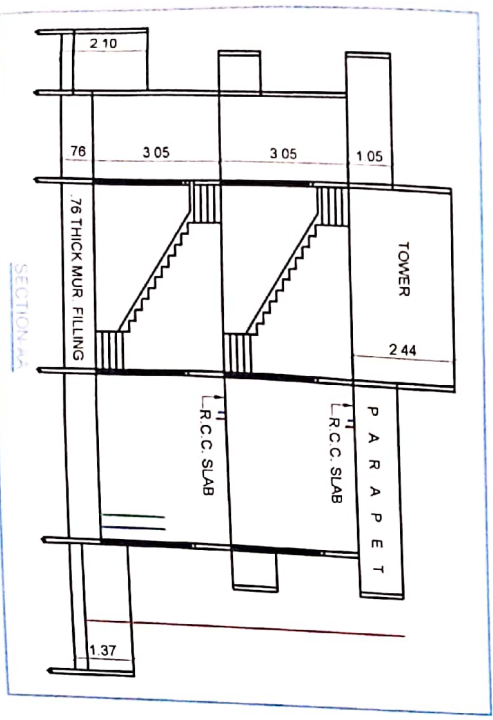 2.10
76
3 05
3 05
1 05
TOWER
2 44
.76 THICK MUR. FILLING
R.C.C. SLAB
R.C.C. SLAB
P A R A P E T
1.37
SECTION-AA